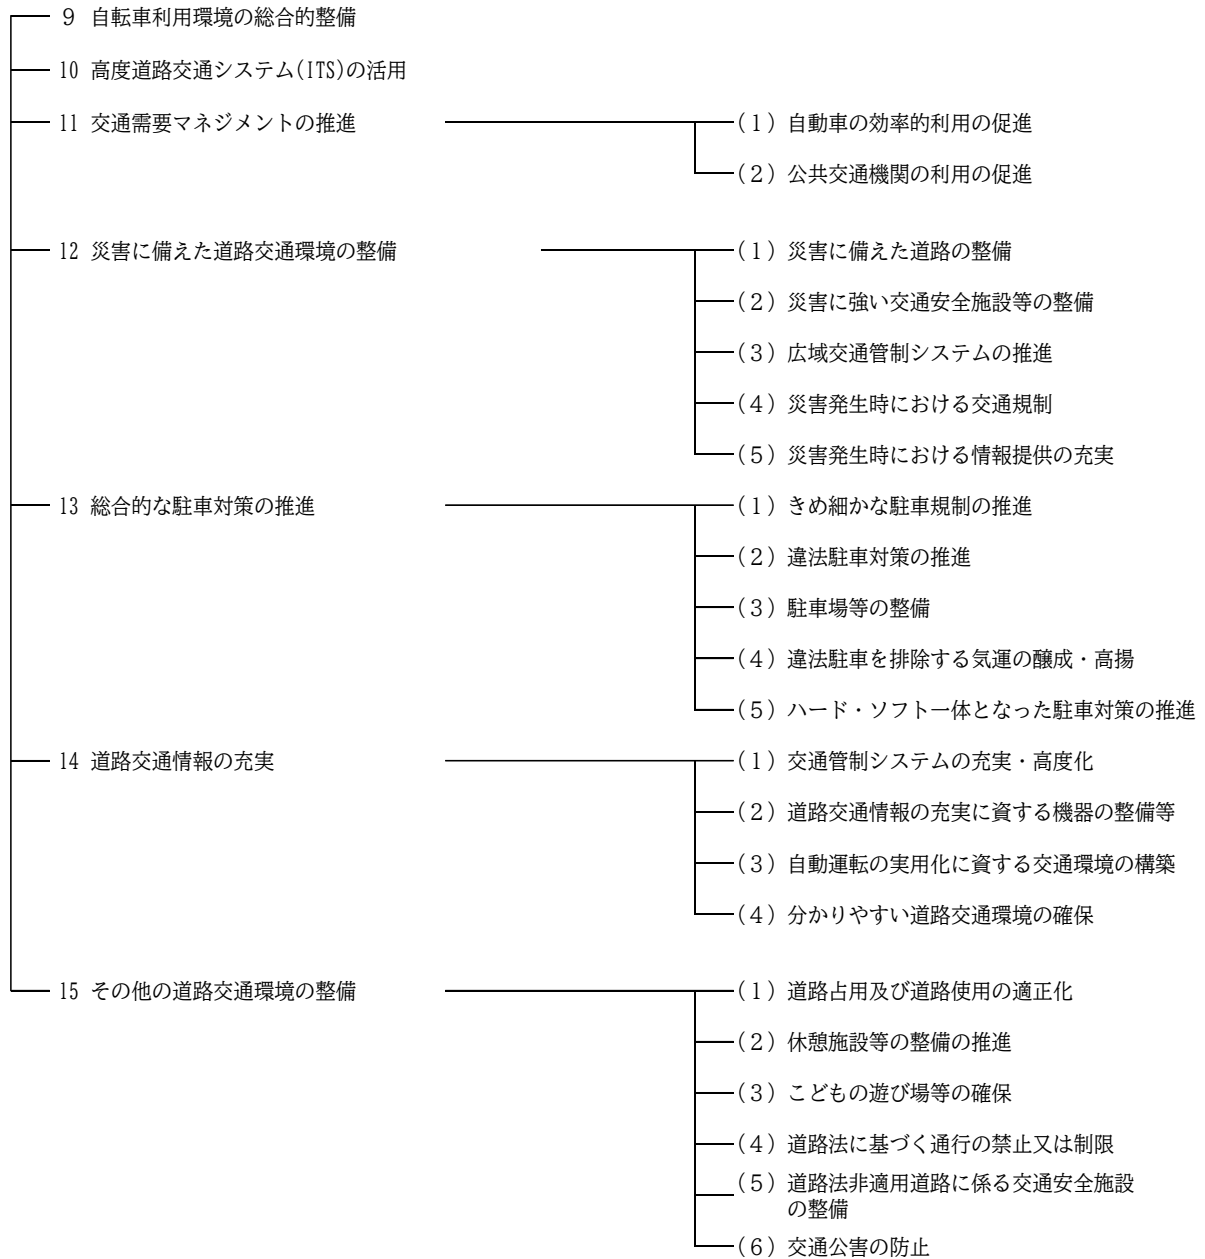 ９ 自転車利用環境の総合的整備
10 高度道路交通システム(ITS)の活用
11 交通需要マネジメントの推進
(１) 自動車の効率的利用の促進
(２) 公共交通機関の利用の促進
12 災害に備えた道路交通環境の整備
(１) 災害に備えた道路の整備
(２) 災害に強い交通安全施設等の整備
(３) 広域交通管制システムの推進
(４) 災害発生時における交通規制
(５) 災害発生時における情報提供の充実
13 総合的な駐車対策の推進
(１) きめ細かな駐車規制の推進
(２) 違法駐車対策の推進
(３) 駐車場等の整備
(４) 違法駐車を排除する気運の醸成・高揚
(５) ハード・ソフト一体となった駐車対策の推進
14 道路交通情報の充実
(１) 交通管制システムの充実・高度化
(２) 道路交通情報の充実に資する機器の整備等
(３) 自動運転の実用化に資する交通環境の構築
(４) 分かりやすい道路交通環境の確保
15 その他の道路交通環境の整備
(１) 道路占用及び道路使用の適正化
(２) 休憩施設等の整備の推進
(３) こどもの遊び場等の確保
(４) 道路法に基づく通行の禁止又は制限
(５) 道路法非適用道路に係る交通安全施設
の整備
(６) 交通公害の防止